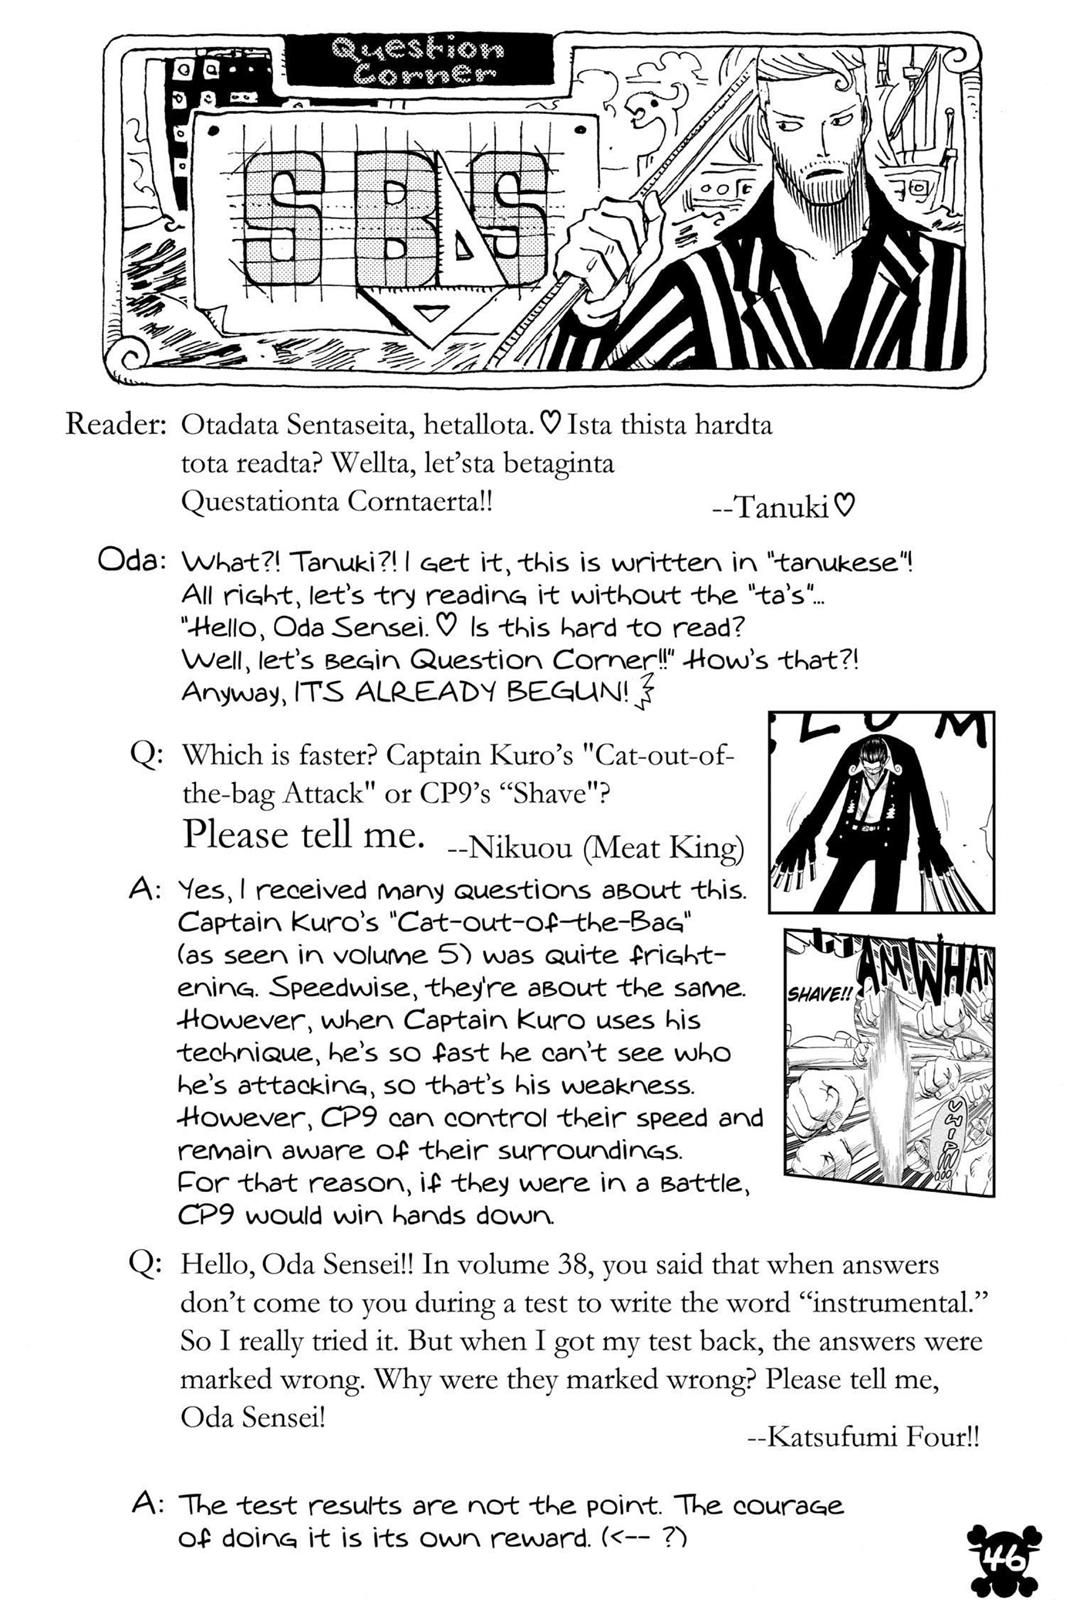 Question
Corner
SBS
Reader: Otadata Sentaseita, hetallota.♡ Ista thista hardta
tota readta? Wellta, let'sta betaginta
Questationta Corntaerta!!
--Tanuki♡
Oda: What?! Tanuki?! I get it, this is written in "tanukese"!
All right, let's try reading it without the "ta's"...
"Hello, Oda Sensei.♡ Is this hard to read?
Well, let's begin Question Corner!!" How's that?!
Anyway, ITS ALREADY BEGUN!
Q: Which is faster? Captain Kuro's "Cat-out-of-
the-bag Attack" or CP9's “Shave"?
Please tell me. --Nikuou (Meat King)
A: Yes, I received many questions about this.
Captain Kuro's "Cat-out-of-the-Bag"
(as seen in volume 5) was quite fright-
ening. Speedwise, they're about the same.
However, when Captain Kuro uses his
technique, he's so fast he can't see who
he's attacking, so that's his weakness.
However, CP9 can control their speed and
remain aware of their surroundings.
For that reason, if they were in a battle,
CP9 would win hands down.
SHAVE!!
WHIP!!!
Q: Hello, Oda Sensei!! In volume 38, you said that when answers
don't come to you during a test to write the word “instrumental.”
So I really tried it. But when I got my test back, the answers were
marked wrong. Why were they marked wrong? Please tell me,
Oda Sensei!
--Katsufumi Four!!
A: The test results are not the point. The courage
of doing it is its own reward. (<-- ?)
46